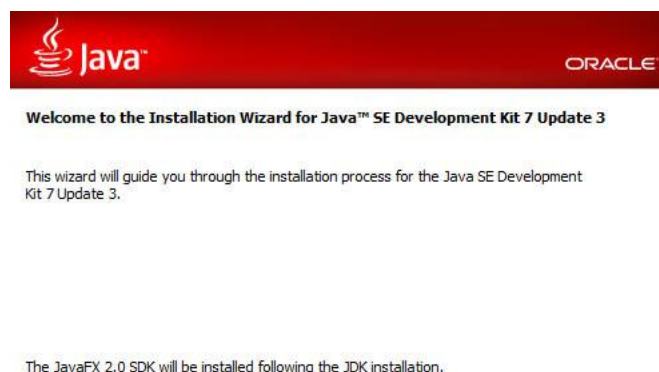 Java™
ORACLE
Welcome to the Installation Wizard for Java™ SE Development Kit 7 Update 3
This wizard will guide you through the installation process for the Java SE Development
Kit 7 Update 3.
The JavaFX 2.0 SDK will be installed following the JDK installation.